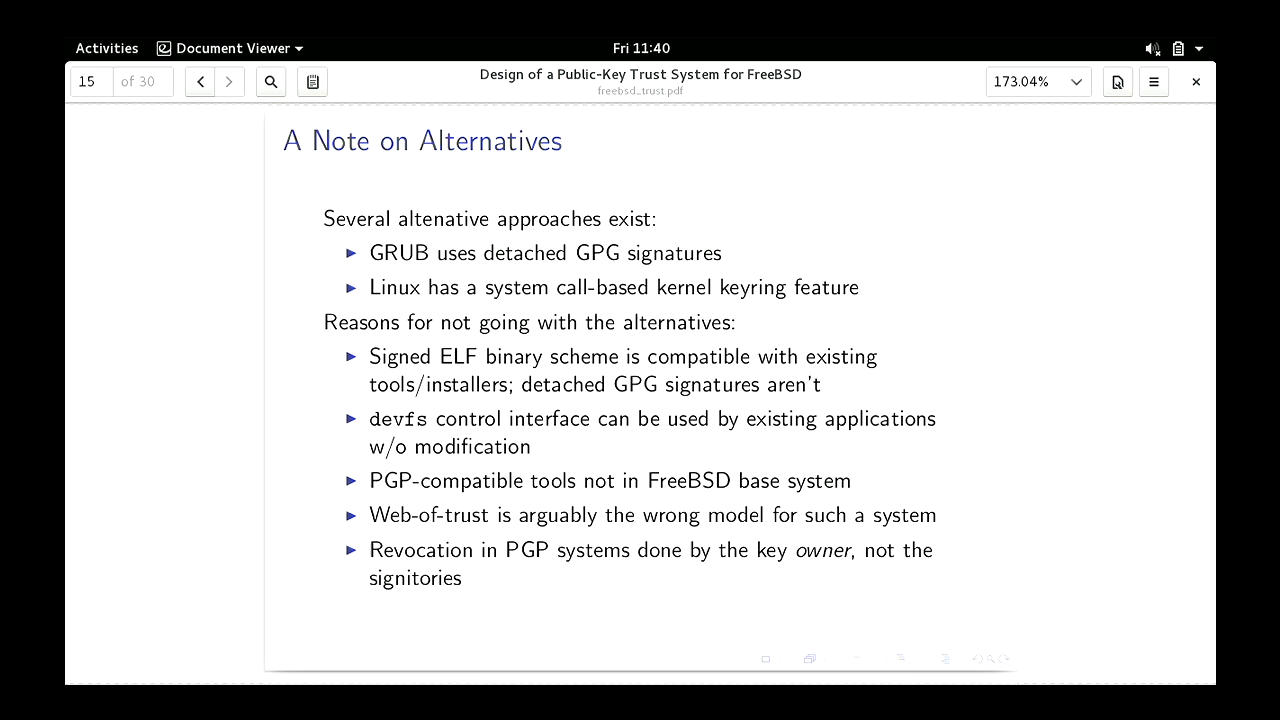 Activities
Document Viewer
Fri 11:40
15
of 30
Design of a Public-Key Trust System for FreeBSD
freebsd_trust.pdf
173.04%
A Note on Alternatives
Several altenative approaches exist:
GRUB uses detached GPG signatures
Linux has a system call-based kernel keyring feature
Reasons for not going with the alternatives:
Signed ELF binary scheme is compatible with existing
tools/installers; detached GPG signatures aren't
devfs control interface can be used by existing applications
w/o modification
PGP-compatible tools not in FreeBSD base system
Web-of-trust is arguably the wrong model for such a system
Revocation in PGP systems done by the key owner, not the
signitories